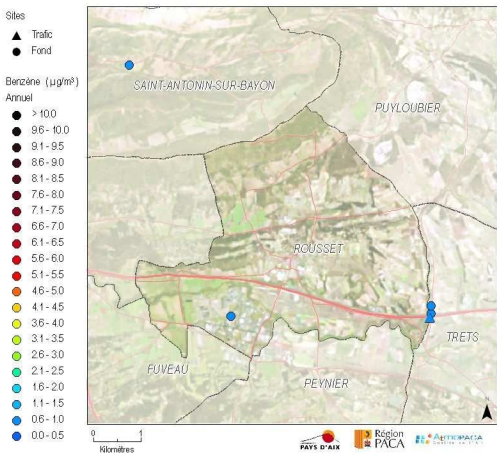 Sites
Trafic
Fond
Benzène (µg/m³)
Annuel
> 10.0
9.6 - 10.0
9.1 - 9.5
8.6 - 9.0
8.1 - 8.5
7.6 - 8.0
7.1 - 7.5
6.6 - 7.0
6.1 - 6.5
5.6 - 6.0
5.1 - 5.5
4.6 - 5.0
4.1 - 4.5
3.6 - 4.0
3.1 - 3.5
2.6 - 3.0
2.1 - 2.5
1.6 - 2.0
1.1 - 1.5
0.6 - 1.0
0.0 - 0.5
SAINT-ANTONIN-SUR-BAYON
PUYLOUBIER
ROUSSET
TRETS
FUVEAU
PEYNIER
N
0 1
Kilomètres
PAYS D'AIX
Région
PACA